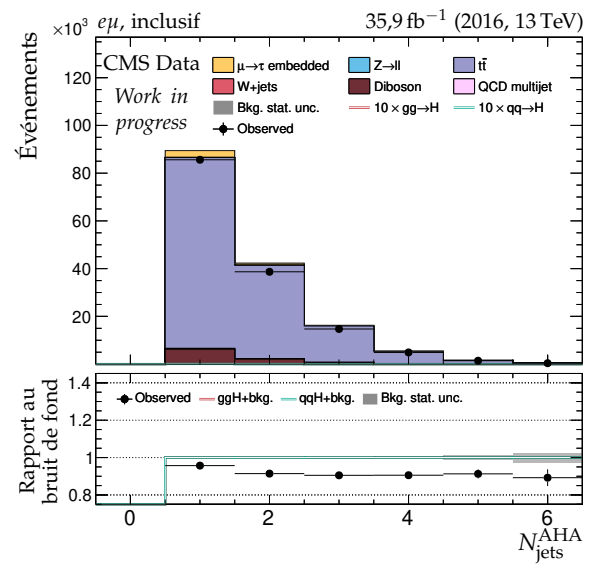 ×10³ eμ, inclusif 35,9 fb⁻¹ (2016, 13 TeV)
Événements
120
100
80
60
40
20
CMS Data
Work in
progress
μ→τ embedded Z→ll tt̄
W+jets Diboson QCD multijet
Bkg. stat. unc. 10 × gg→H 10 × qq→H
Observed
Rapport au
bruit de fond
1.4
1.2
1.0
0.8
Observed ggH+bkg. qqH+bkg. Bkg. stat. unc.
0 2 4 6
N_jets^AHA